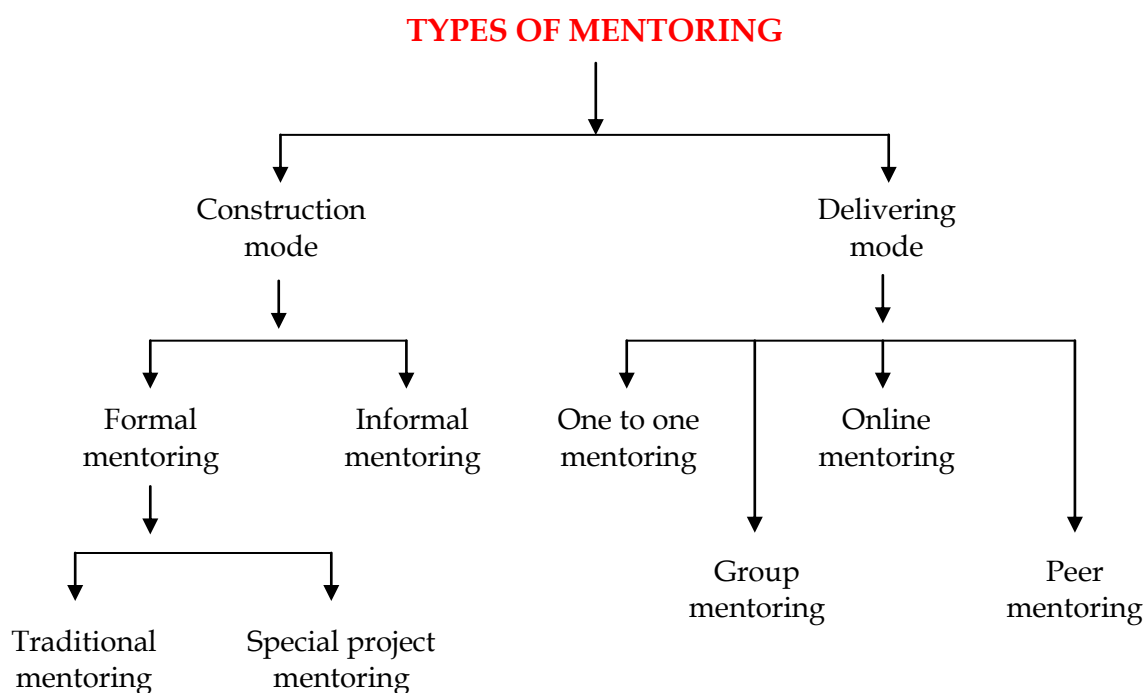 TYPES OF MENTORING
Construction
mode
Delivering
mode
Formal
mentoring
Informal
mentoring
One to one
mentoring
Online
mentoring
Group
mentoring
Peer
mentoring
Traditional
mentoring
Special project
mentoring